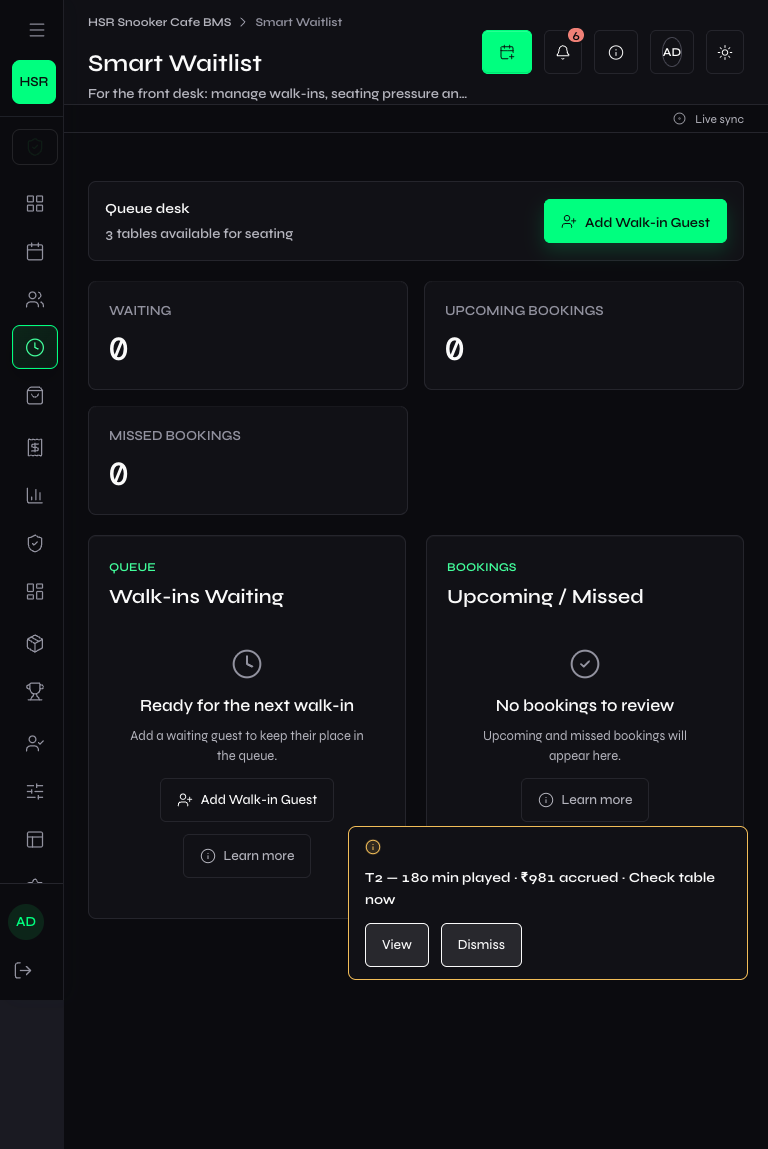 HSR Snooker Cafe BMS > Smart Waitlist
HSR
Smart Waitlist
6
AD
For the front desk: manage walk-ins, seating pressure an...
Live sync
Queue desk
3 tables available for seating
Add Walk-in Guest
WAITING
0
UPCOMING BOOKINGS
0
MISSED BOOKINGS
0
QUEUE
Walk-ins Waiting
Ready for the next walk-in
Add a waiting guest to keep their place in
the queue.
Add Walk-in Guest
Learn more
BOOKINGS
Upcoming / Missed
No bookings to review
Upcoming and missed bookings will
appear here.
Learn more
T2 — 180 min played · ₹981 accrued · Check table
now
View
Dismiss
AD